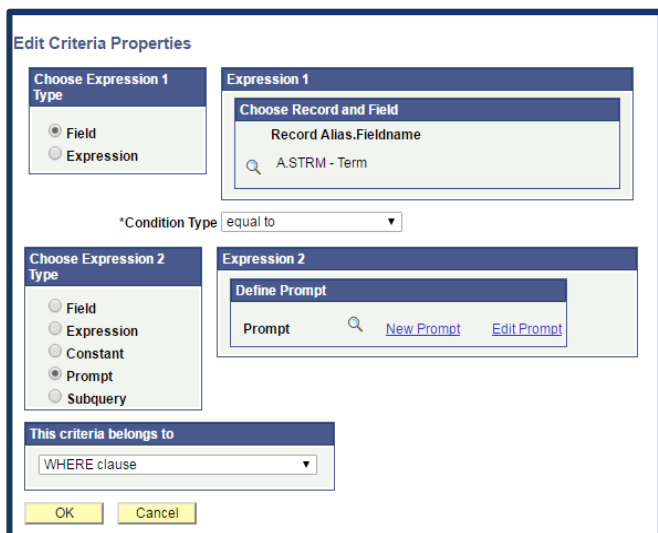 Edit Criteria Properties
Choose Expression 1 Type
Field
Expression
Expression 1
Choose Record and Field
Record Alias.Fieldname
A.STRM - Term
*Condition Type equal to
Choose Expression 2 Type
Field
Expression
Constant
Prompt
Subquery
Expression 2
Define Prompt
Prompt New Prompt Edit Prompt
This criteria belongs to
WHERE clause
OK Cancel